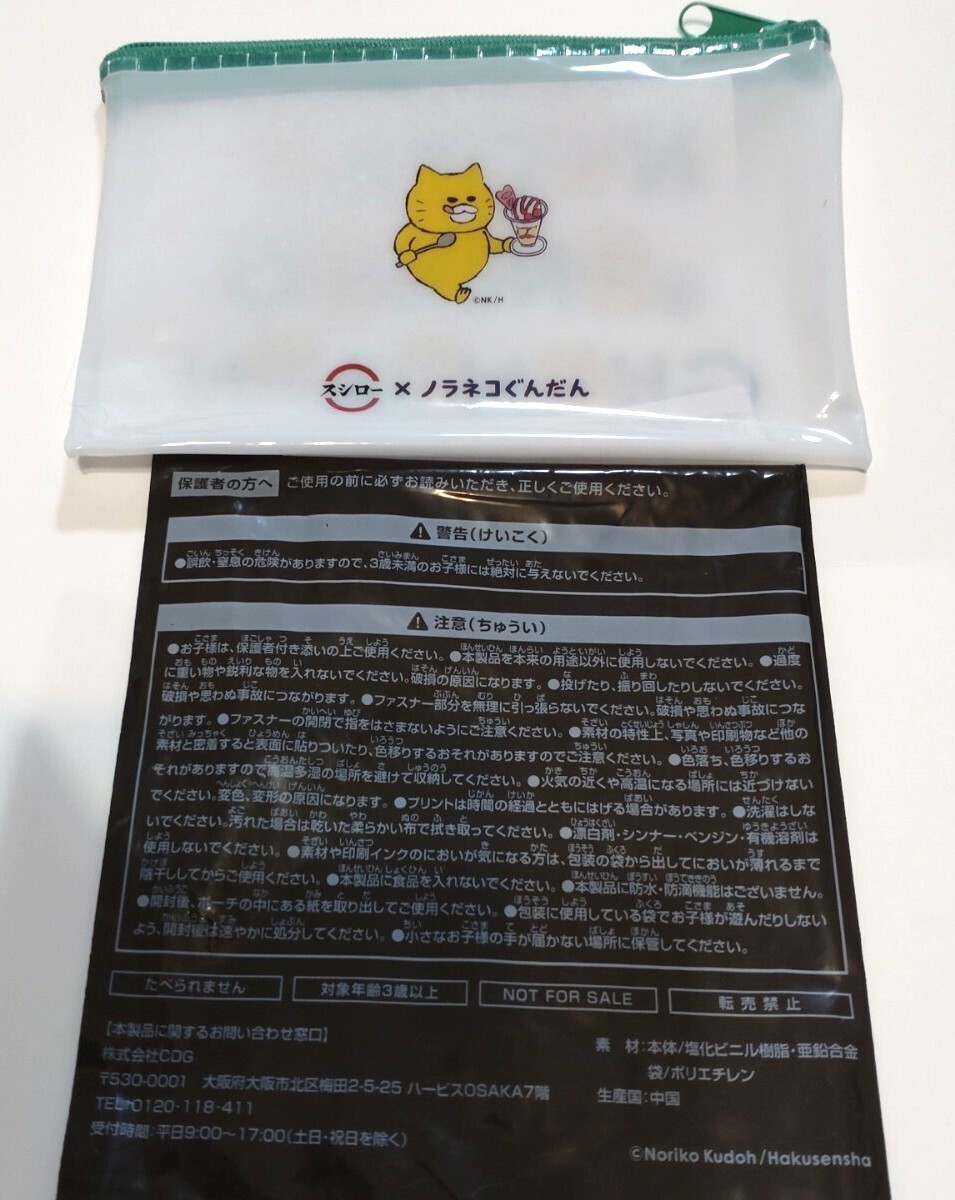 ©NK/H
スシロー × ノラネコぐんだん
保護者の方へ ご使用の前に必ずお読みいただき、正しくご使用ください。
⚠ 警告(けいこく)
●誤飲・窒息の危険がありますので、3歳未満のお子様には絶対に与えないでください。
⚠ 注意(ちゅうい)
●お子様は、保護者付き添いの上ご使用ください。●本製品を本来の用途以外に使用しないでください。●過度
に重い物や鋭利な物を入れないでください。破損の原因になります。●投げたり、振り回したりしないでください。
破損や思わぬ事故につながります。●ファスナー部分を無理に引っ張らないでください。破損や思わぬ事故につな
がります。●ファスナーの開閉で指をはさまないようにご注意ください。●素材の特性上、写真や印刷物など他の
素材と密着すると表面に貼りついたり、色移りするおそれがありますのでご注意ください。●色落ち、色移りするお
それがありますので高温多湿の場所を避けて収納してください。●火気の近くや高温になる場所には近づけない
でください。変色、変形の原因になります。●プリントは時間の経過とともにはげる場合があります。●洗濯はしな
いでください。汚れた場合は乾いた柔らかい布で拭き取ってください。●漂白剤・シンナー・ベンジン・有機溶剤は
使用しないでください。●素材や印刷インクのにおいが気になる方は、包装の袋から出してにおいが薄れるまで
陰干ししてからご使用ください。●本製品に食品を入れないでください。●本製品に防水・防滴機能はございません。
●開封後、ポーチの中にある紙を取り出してご使用ください。●包装に使用している袋でお子様が遊んだりしない
よう、開封後は速やかに処分してください。●小さなお子様の手が届かない場所に保管してください。
たべられません 対象年齢3歳以上 NOT FOR SALE 転売禁止
【本製品に関するお問い合わせ窓口】
株式会社CDG
〒530-0001 大阪府大阪市北区梅田2-5-25 ハービスOSAKA7階
TEL:0120-118-411
受付時間:平日9:00〜17:00(土日・祝日を除く)
素 材:本体/塩化ビニル樹脂・亜鉛合金
袋/ポリエチレン
生産国:中国
©Noriko Kudoh/Hakusensha